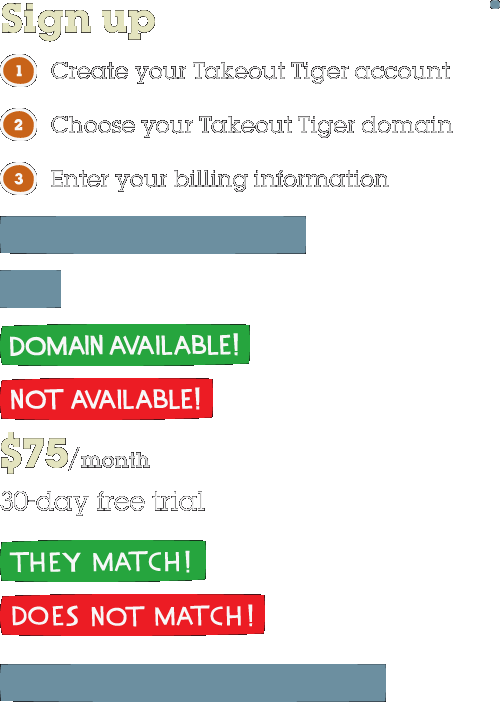 Sign up
1 Create your Takeout Tiger account
2 Choose your Takeout Tiger domain
3 Enter your billing information
DOMAIN AVAILABLE!
NOT AVAILABLE!
$75/month
30-day free trial
THEY MATCH!
DOES NOT MATCH!